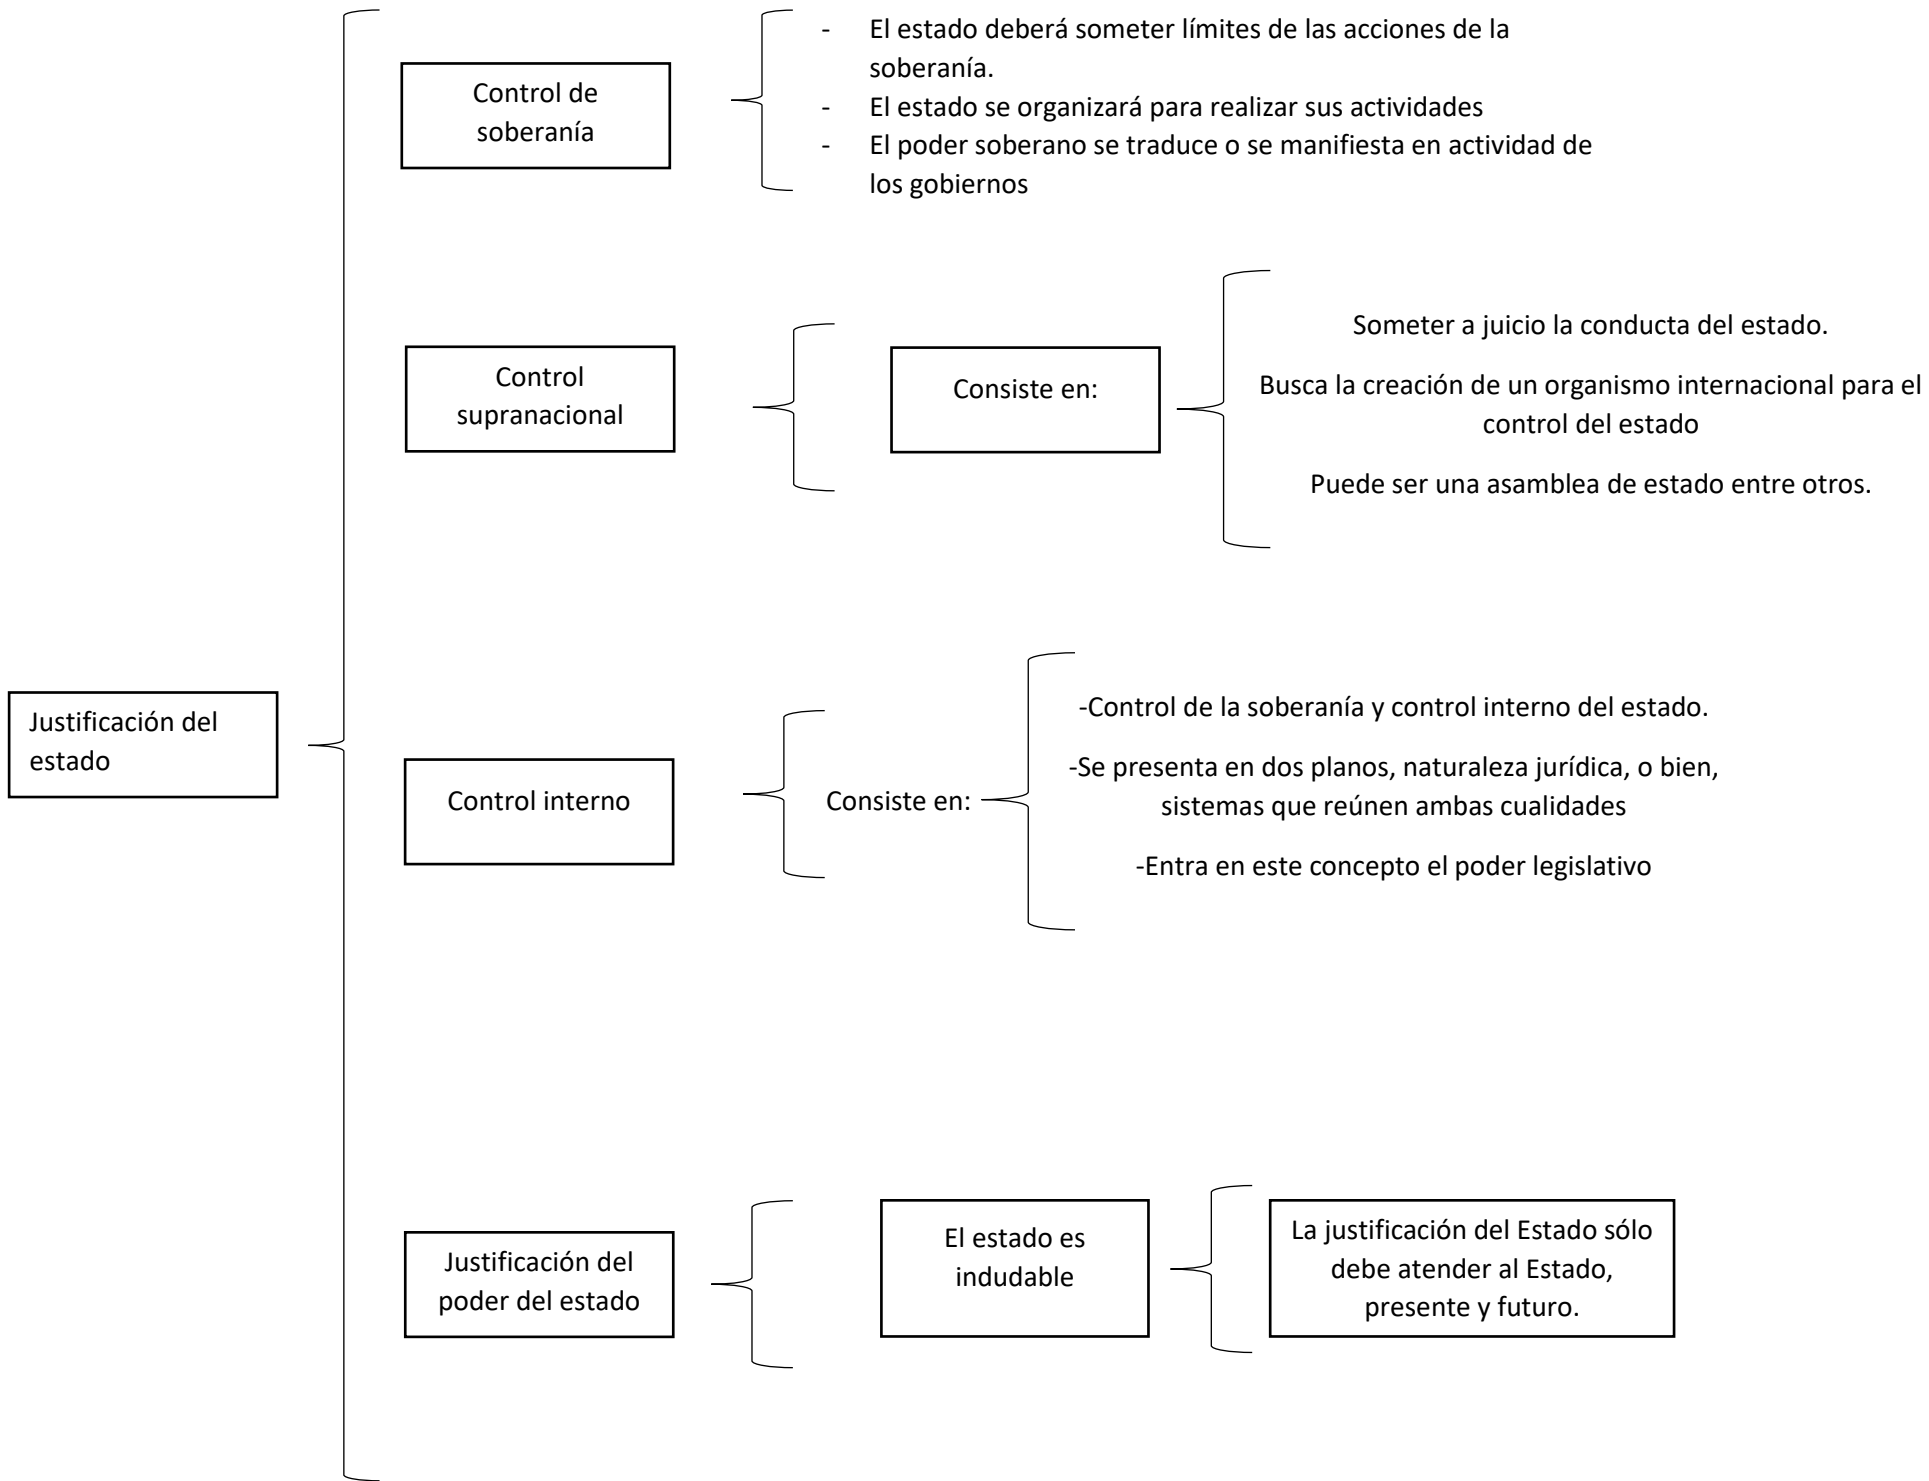 - El estado deberá someter límites de las acciones de la
soberanía.
- El estado se organizará para realizar sus actividades
- El poder soberano se traduce o se manifiesta en actividad de
los gobiernos
Control de
soberanía
Control
supranacional
Consiste en:
Someter a juicio la conducta del estado.
Busca la creación de un organismo internacional para el
control del estado
Puede ser una asamblea de estado entre otros.
Justificación del
estado
Control interno
Consiste en:
-Control de la soberanía y control interno del estado.
-Se presenta en dos planos, naturaleza jurídica, o bien,
sistemas que reúnen ambas cualidades
-Entra en este concepto el poder legislativo
Justificación del
poder del estado
El estado es
indudable
La justificación del Estado sólo
debe atender al Estado,
presente y futuro.